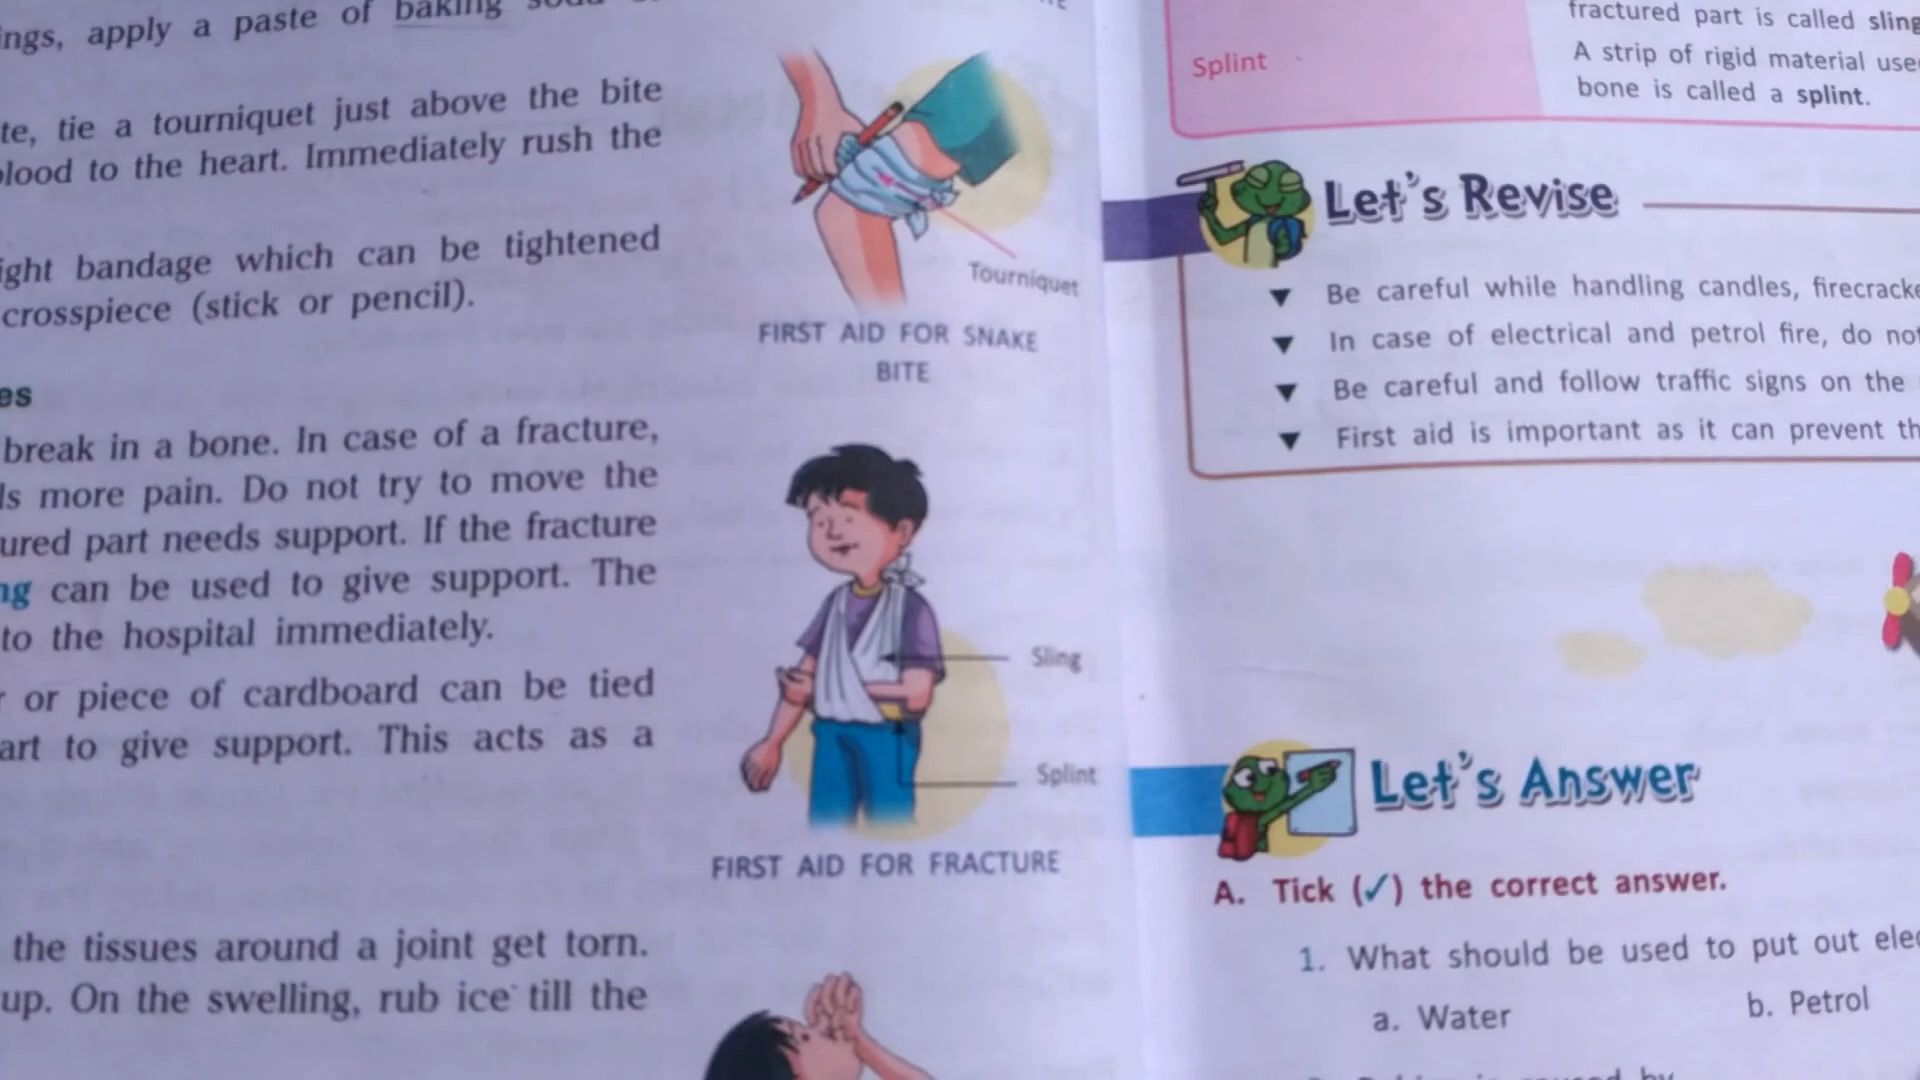 ings, apply a paste of baking
te, tie a tourniquet just above the bite
blood to the heart. Immediately rush the
ight bandage which can be tightened
crosspiece (stick or pencil).
es
break in a bone. In case of a fracture,
ls more pain. Do not try to move the
ured part needs support. If the fracture
ng can be used to give support. The
to the hospital immediately.
or piece of cardboard can be tied
art to give support. This acts as a
the tissues around a joint get torn.
up. On the swelling, rub ice till the
Tourniquet
FIRST AID FOR SNAKE
BITE
Sling
Splint
FIRST AID FOR FRACTURE
fractured part is called sling
Splint
A strip of rigid material use
bone is called a splint.
Let's Revise
▼ Be careful while handling candles, firecracke
▼ In case of electrical and petrol fire, do not
▼ Be careful and follow traffic signs on the
▼ First aid is important as it can prevent th
Let's Answer
A. Tick (✓) the correct answer.
1. What should be used to put out elec
a. Water
b. Petrol